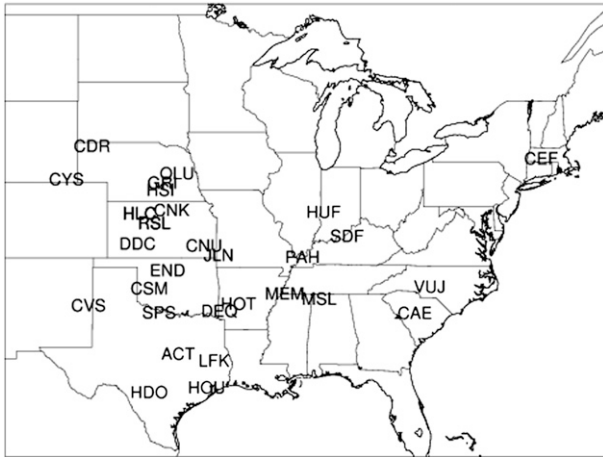 CDR
CEF
CYS
OLU
GRI
HSI
HLC
CNK
HUF
RSL
SDF
DDC
CNU
JLN
PAH
END
CSM
VUJ
MEM
MSL
CVS
HOT
SPS
DEQ
CAE
ACT
LFK
HDO
HOU